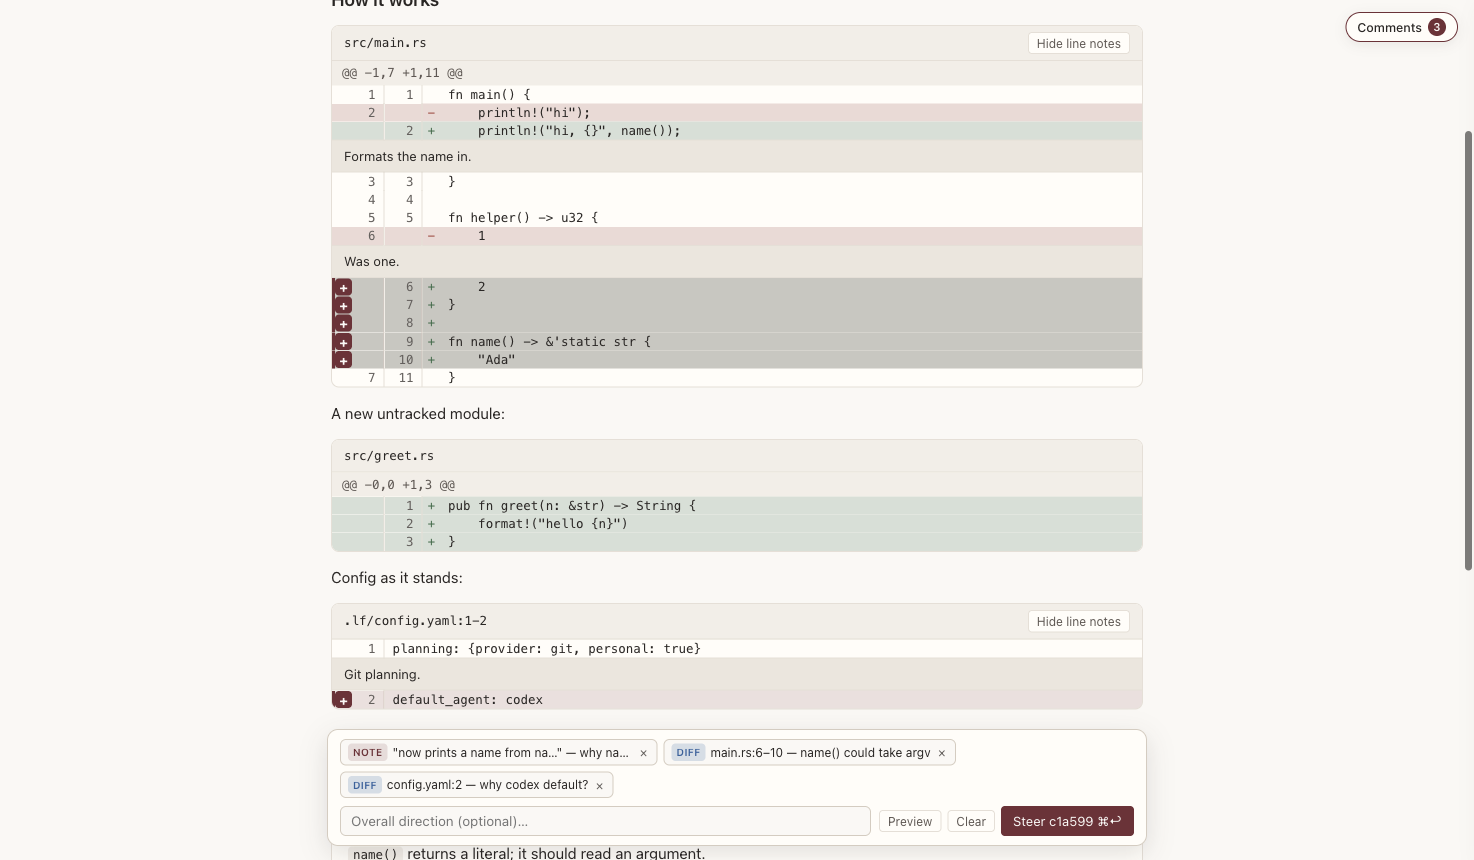 How it works
Comments 3
src/main.rs
Hide line notes
@@ −1,7 +1,11 @@
1 1 fn main() {
2 − println!("hi");
2 + println!("hi, {}", name());
Formats the name in.
3 3 }
4 4
5 5 fn helper() -> u32 {
6 − 1
Was one.
+ 6 + 2
+ 7 + }
+ 8 +
+ 9 + fn name() -> &'static str {
+ 10 + "Ada"
7 11 }
A new untracked module:
src/greet.rs
@@ −0,0 +1,3 @@
1 + pub fn greet(n: &str) -> String {
2 + format!("hello {n}")
3 + }
Config as it stands:
.lf/config.yaml:1–2
Hide line notes
1 planning: {provider: git, personal: true}
Git planning.
+ 2 default_agent: codex
NOTE "now prints a name from na…" — why na… ×
DIFF main.rs:6–10 — name() could take argv ×
DIFF config.yaml:2 — why codex default? ×
Overall direction (optional)…
Preview
Clear
Steer c1a599 ⌘↩
name() returns a literal; it should read an argument.